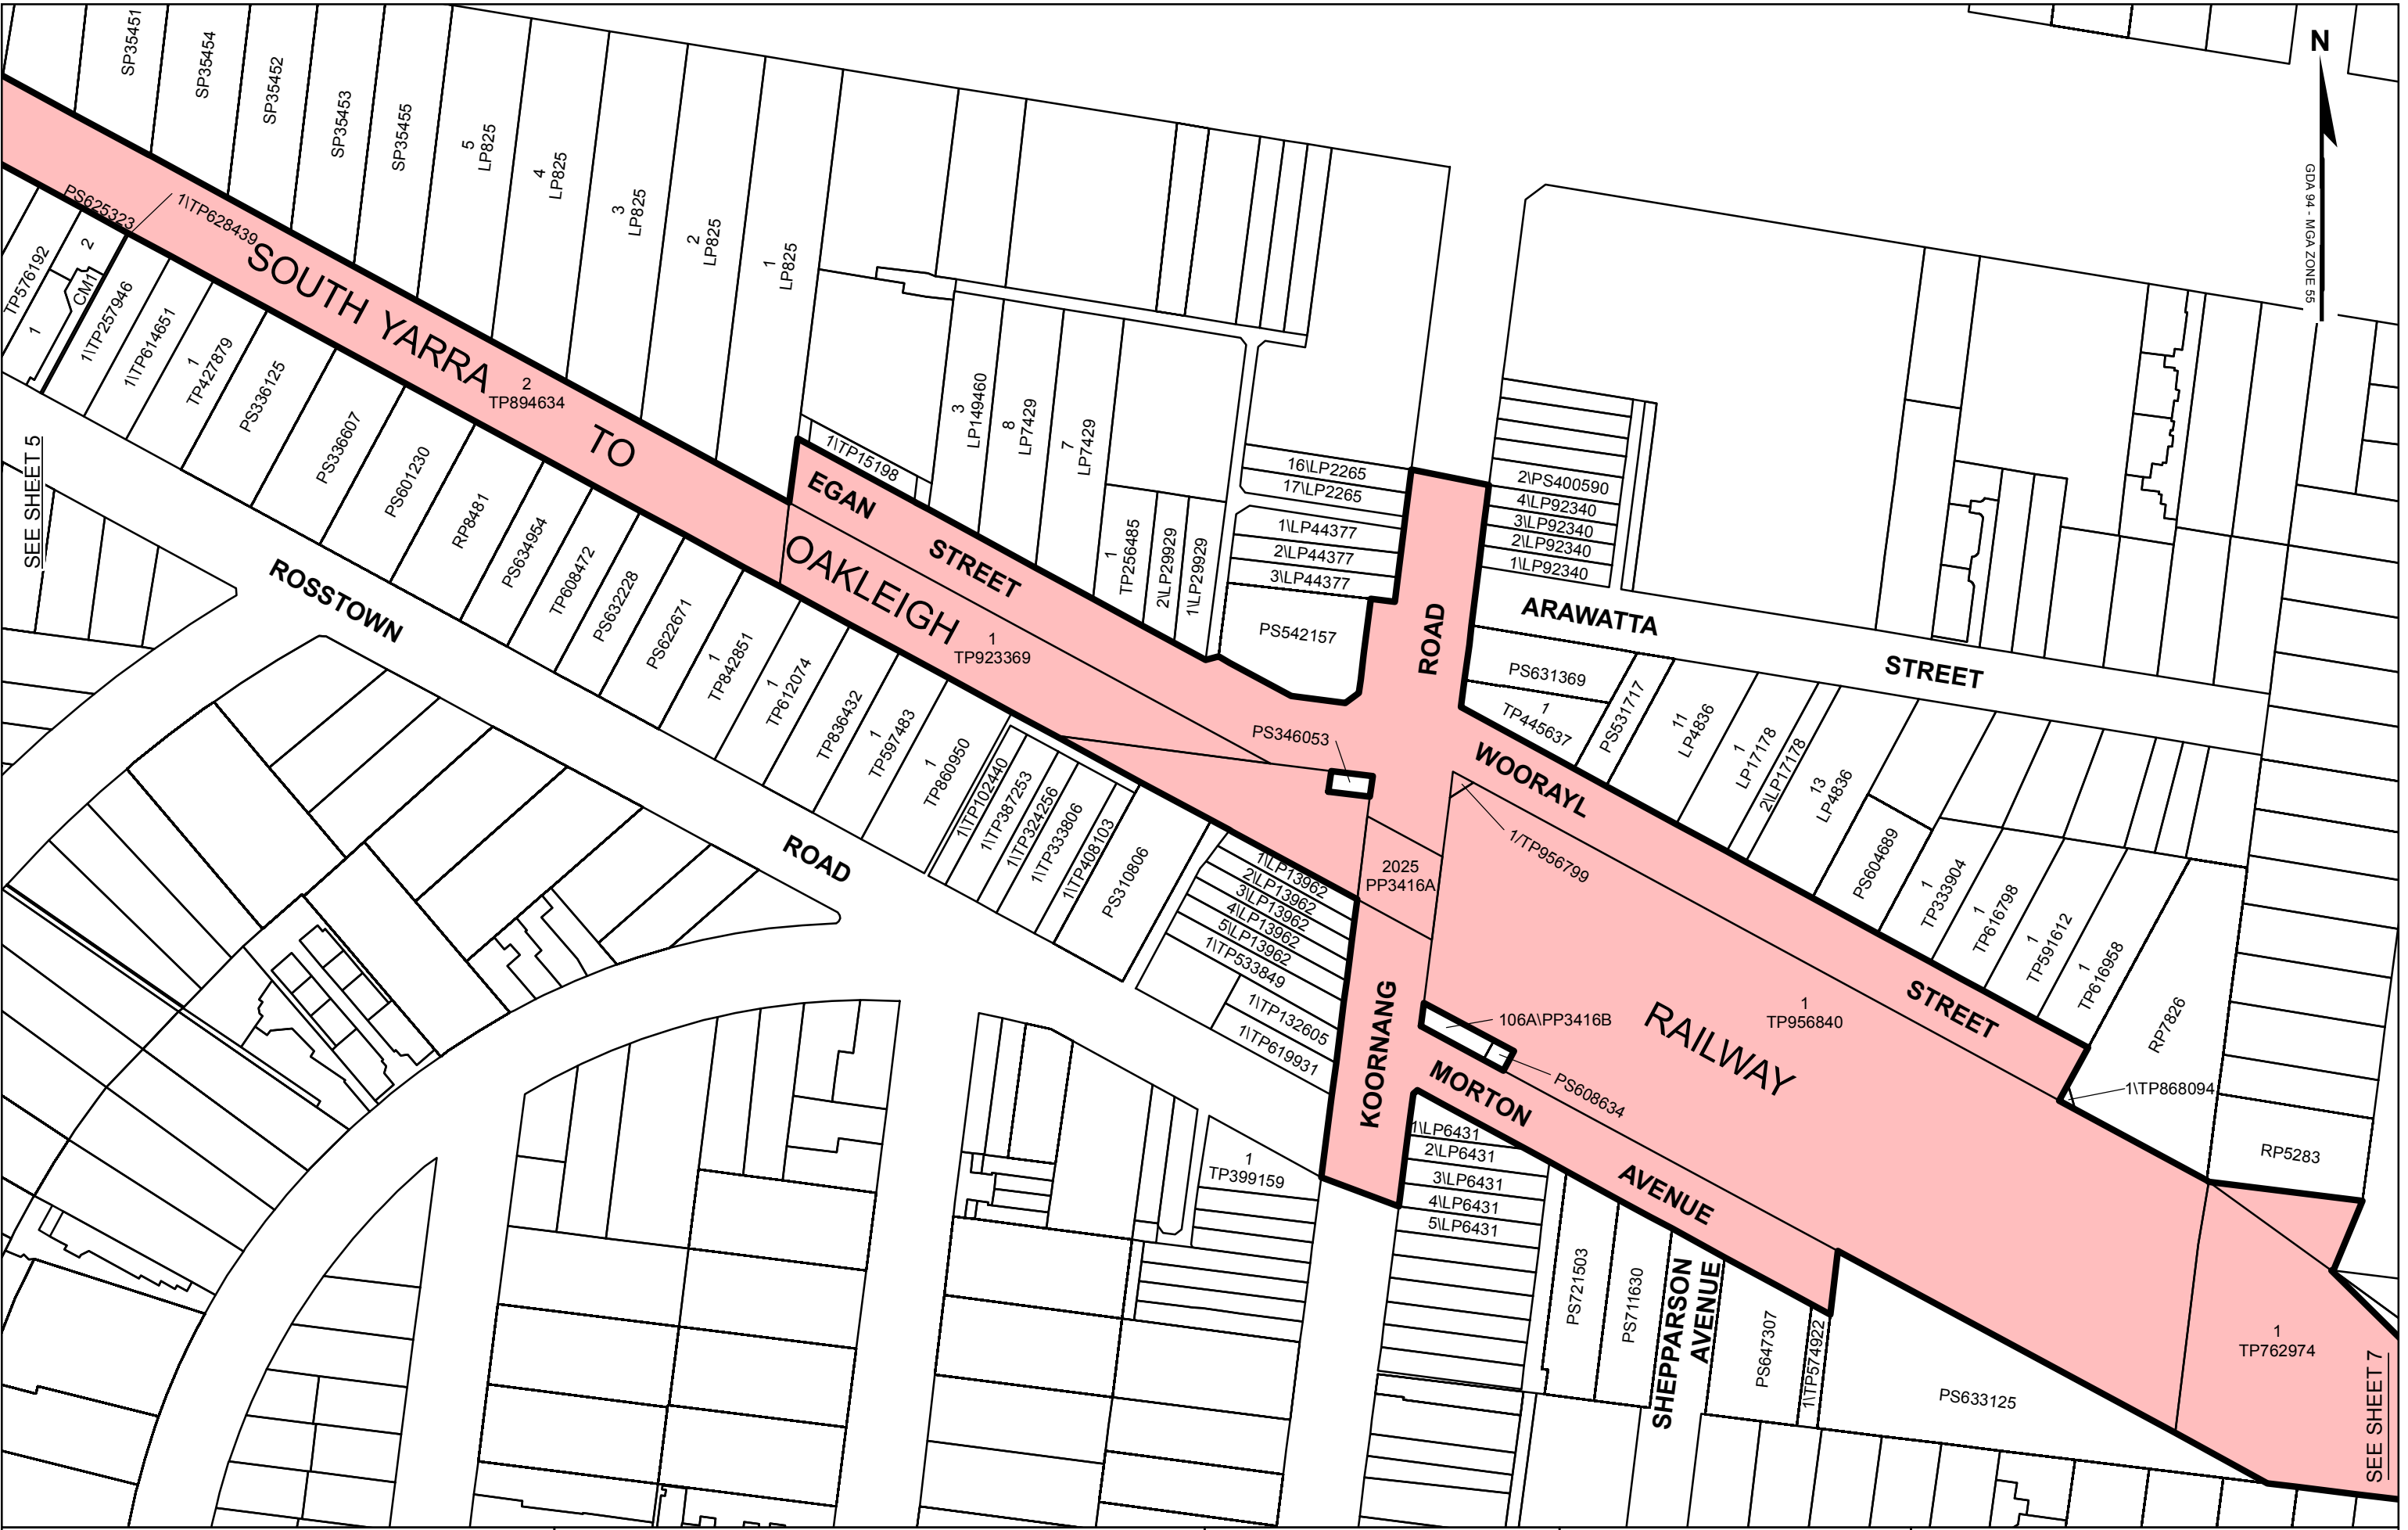 SP35451
SP35454
SP35452
SP35453
SP35455
5
LP825
4
LP825
3
LP825
2
LP825
1
LP825
N
GDA 94 - MGA ZONE 55
PS625323
1\TP628439
TP576192
2
CM1
1
1\TP257946
1\TP614651
1
TP427879
PS336125
PS336607
PS601230
RP8481
PS634954
TP608472
PS632228
PS622671
1
TP842851
1
TP612074
TP836432
1
TP597483
1
TP860950
1\TP102440
1\TP387253
1\TP324256
1\TP333806
1\TP408103
PS310806
SOUTH YARRA
TO
OAKLEIGH
RAILWAY
2
TP894634
1
TP923369
SEE SHEET 5
ROSSTOWN
ROAD
EGAN
STREET
1\TP15198
3
LP149460
8
LP7429
7
LP7429
1
TP256485
2\LP29929
1\LP29929
16\LP2265
17\LP2265
1\LP44377
2\LP44377
3\LP44377
PS542157
ROAD
2\PS400590
4\LP92340
3\LP92340
2\LP92340
1\LP92340
ARAWATTA
STREET
PS631369
1
TP445637
PS531717
11
LP4836
1
LP17178
2\LP17178
13
LP4836
PS604689
1
TP333904
1
TP616798
1
TP591612
1
TP616958
RP7826
1\TP868094
RP5283
PS346053
WOORAYL
STREET
1/TP956799
2025
PP3416A
1\LP13962
2\LP13962
3\LP13962
4\LP13962
5\LP13962
1\TP533849
1\TP132605
1\TP619931
KOORNANG
106A\PP3416B
PS608634
1
TP956840
MORTON
AVENUE
1
TP399159
1\LP6431
2\LP6431
3\LP6431
4\LP6431
5\LP6431
PS721503
PS711630
SHEPPARSON
AVENUE
PS647307
1\TP574922
PS633125
1
TP762974
SEE SHEET 7